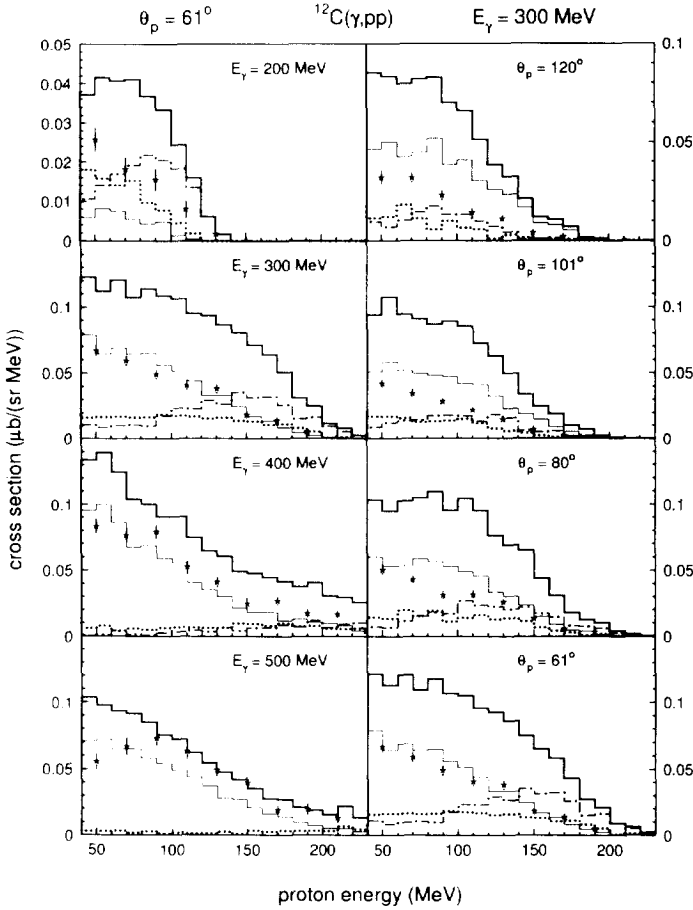 θp = 61° ¹²C(γ,pp) Eγ = 300 MeV
0.05 Eγ = 200 MeV θp = 120° 0.1
0.04
0.03
0.02 0.05
0.01
0 0
Eγ = 300 MeV θp = 101°
0.1 0.1
0.05 0.05
0 0
Eγ = 400 MeV θp = 80°
0.1 0.1
0.05 0.05
0 0
Eγ = 500 MeV θp = 61°
0.1 0.1
0.05 0.05
0 0
50 100 150 200 50 100 150 200
cross section (μb/(sr MeV))
proton energy (MeV)